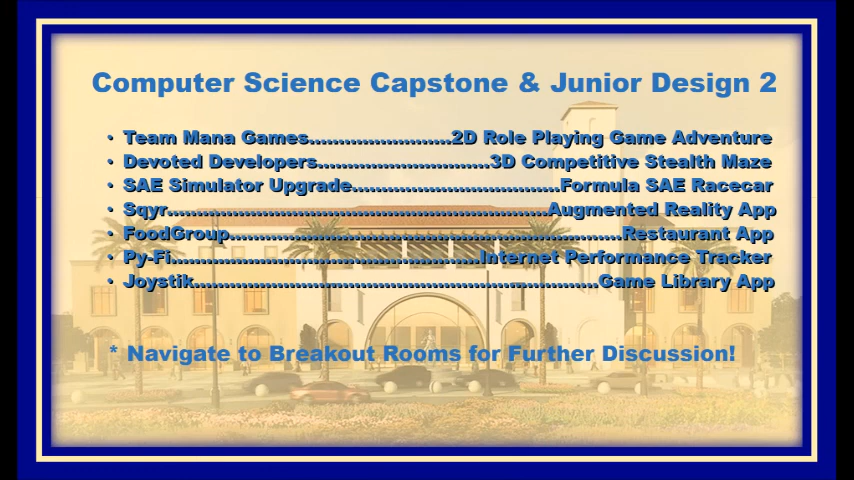 Computer Science Capstone & Junior Design 2
• Team Mana Games........................2D Role Playing Game Adventure
• Devoted Developers.............................3D Competitive Stealth Maze
• SAE Simulator Upgrade...................................Formula SAE Racecar
• Sqyr................................................................Augmented Reality App
• FoodGroup..................................................................Restaurant App
• Py-Fi....................................................Internet Performance Tracker
• Joystik....................................................................Game Library App
* Navigate to Breakout Rooms for Further Discussion!